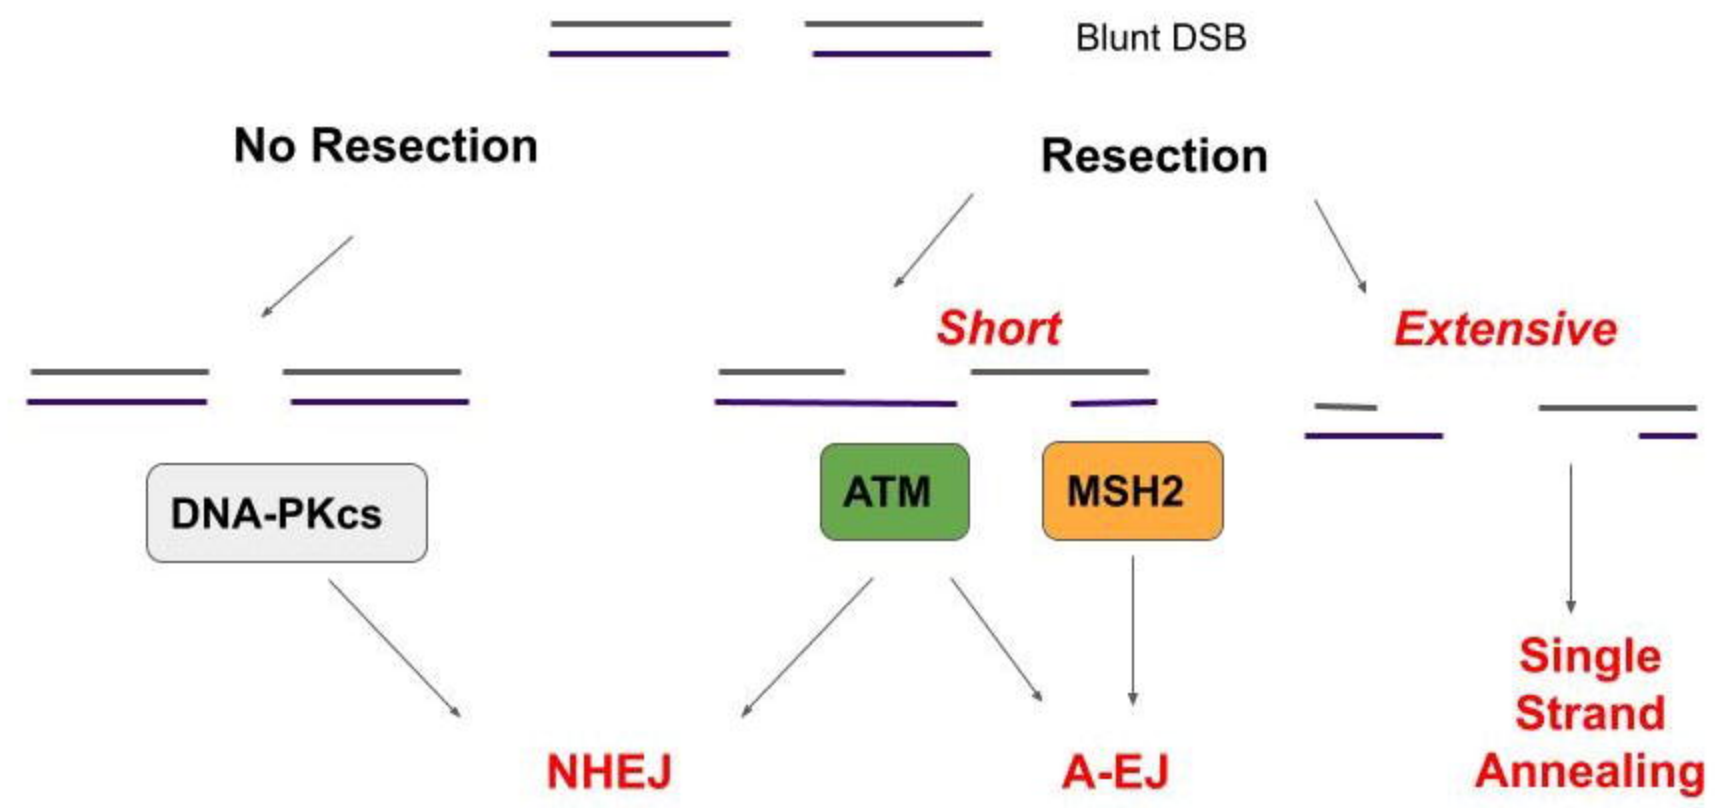 Blunt DSB
No Resection
Resection
Short
Extensive
DNA-PKcs
ATM
MSH2
NHEJ
A-EJ
Single
Strand
Annealing